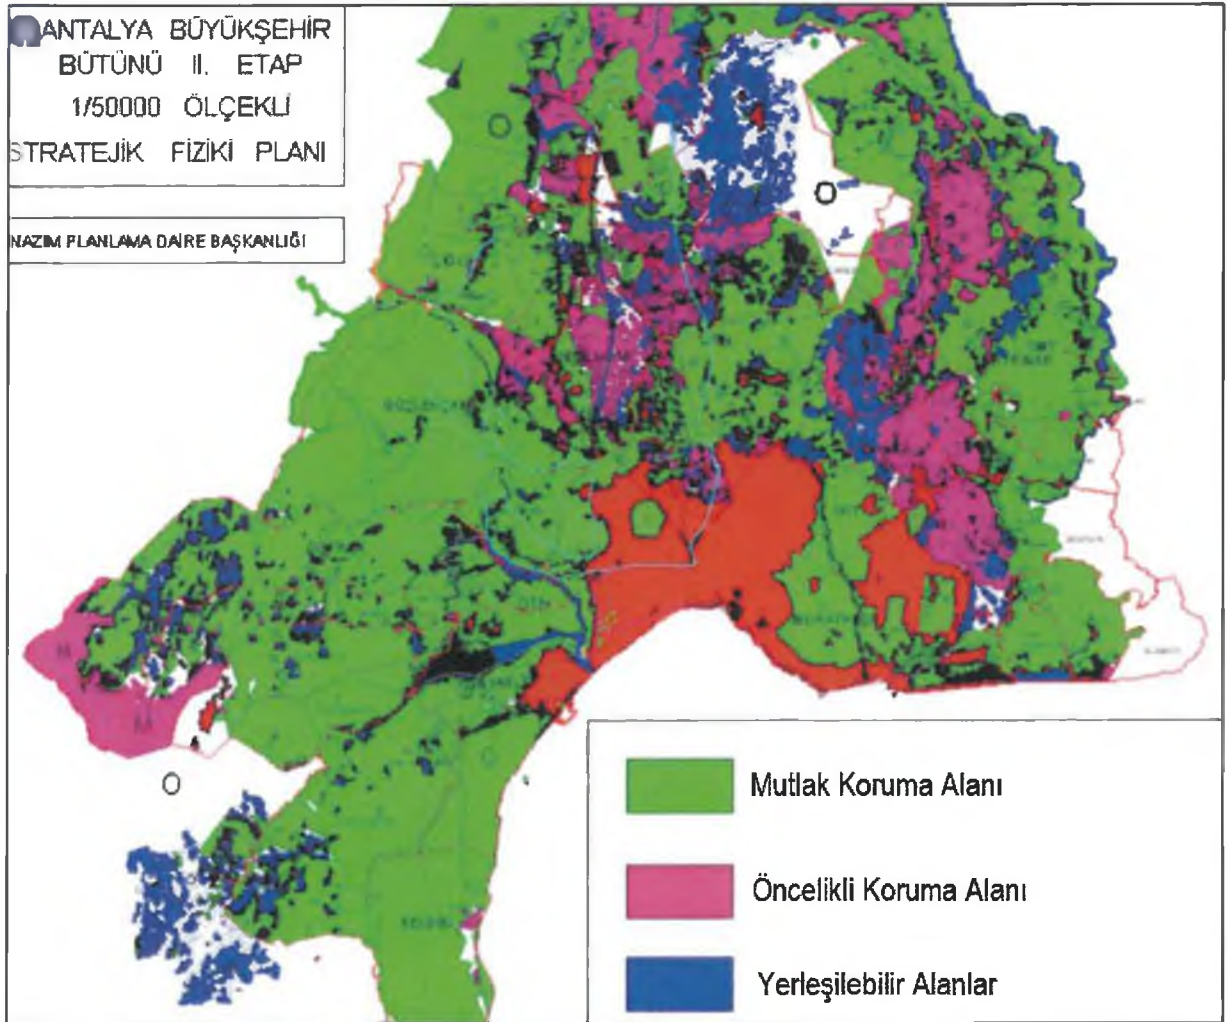 ANTALYA BÜYÜKŞEHİR
BÜTÜNÜ II. ETAP
1/50000 ÖLÇEKLİ
STRATEJİK FİZİKİ PLANI
NAZIM PLANLAMA DAİRE BAŞKANLIĞI
O
O
M
M
O
Mutlak Koruma Alanı
Öncelikli Koruma Alanı
Yerleşilebilir Alanlar